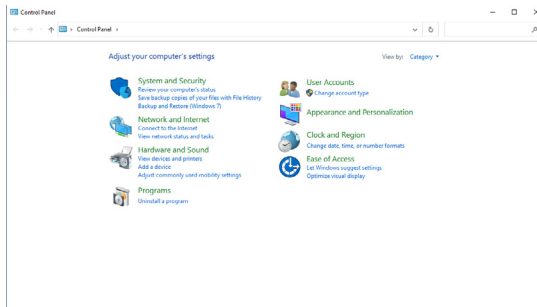 Control Panel
Control Panel
Adjust your computer's settings
View by: Category
System and Security
Review your computer's status
Save backup copies of your files with File History
Backup and Restore (Windows 7)
Network and Internet
Connect to the Internet
View network status and tasks
Hardware and Sound
View devices and printers
Add a device
Adjust commonly used mobility settings
Programs
Uninstall a program
User Accounts
Change account type
Appearance and Personalization
Clock and Region
Change date, time, or number formats
Ease of Access
Let Windows suggest settings
Optimize visual display